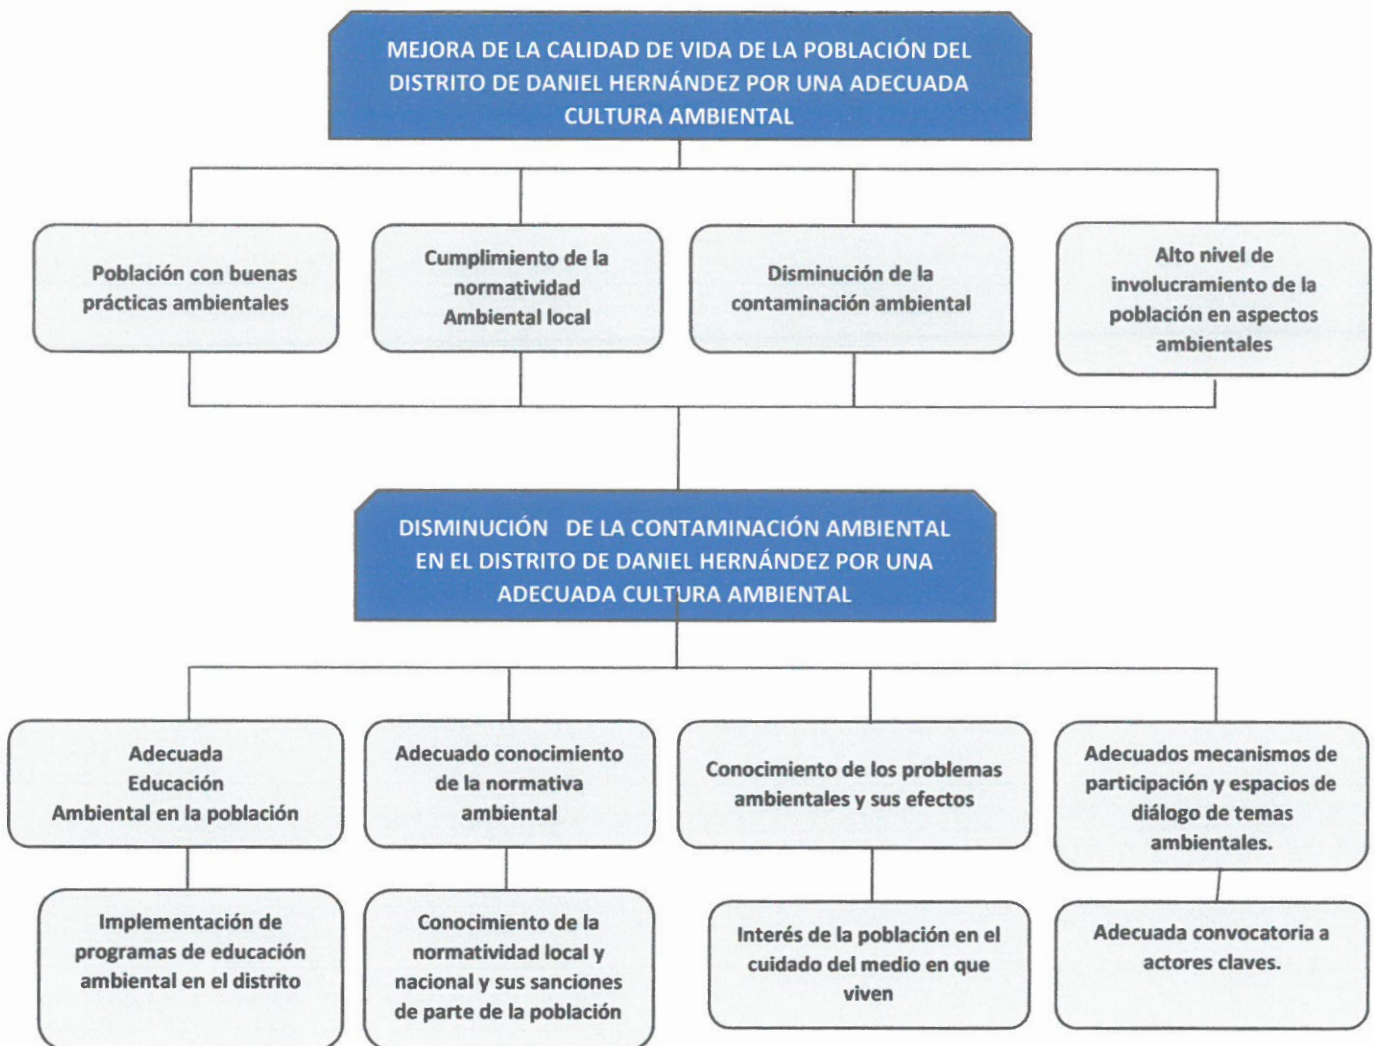 MEJORA DE LA CALIDAD DE VIDA DE LA POBLACIÓN DEL
DISTRITO DE DANIEL HERNÁNDEZ POR UNA ADECUADA
CULTURA AMBIENTAL
Población con buenas
prácticas ambientales
Cumplimiento de la
normatividad
Ambiental local
Disminución de la
contaminación ambiental
Alto nivel de
involucramiento de la
población en aspectos
ambientales
DISMINUCIÓN DE LA CONTAMINACIÓN AMBIENTAL
EN EL DISTRITO DE DANIEL HERNÁNDEZ POR UNA
ADECUADA CULTURA AMBIENTAL
Adecuada
Educación
Ambiental en la población
Adecuado conocimiento
de la normativa
ambiental
Conocimiento de los problemas
ambientales y sus efectos
Adecuados mecanismos de
participación y espacios de
diálogo de temas
ambientales.
Implementación de
programas de educación
ambiental en el distrito
Conocimiento de la
normatividad local y
nacional y sus sanciones
de parte de la población
Interés de la población en el
cuidado del medio en que
viven
Adecuada convocatoria a
actores claves.